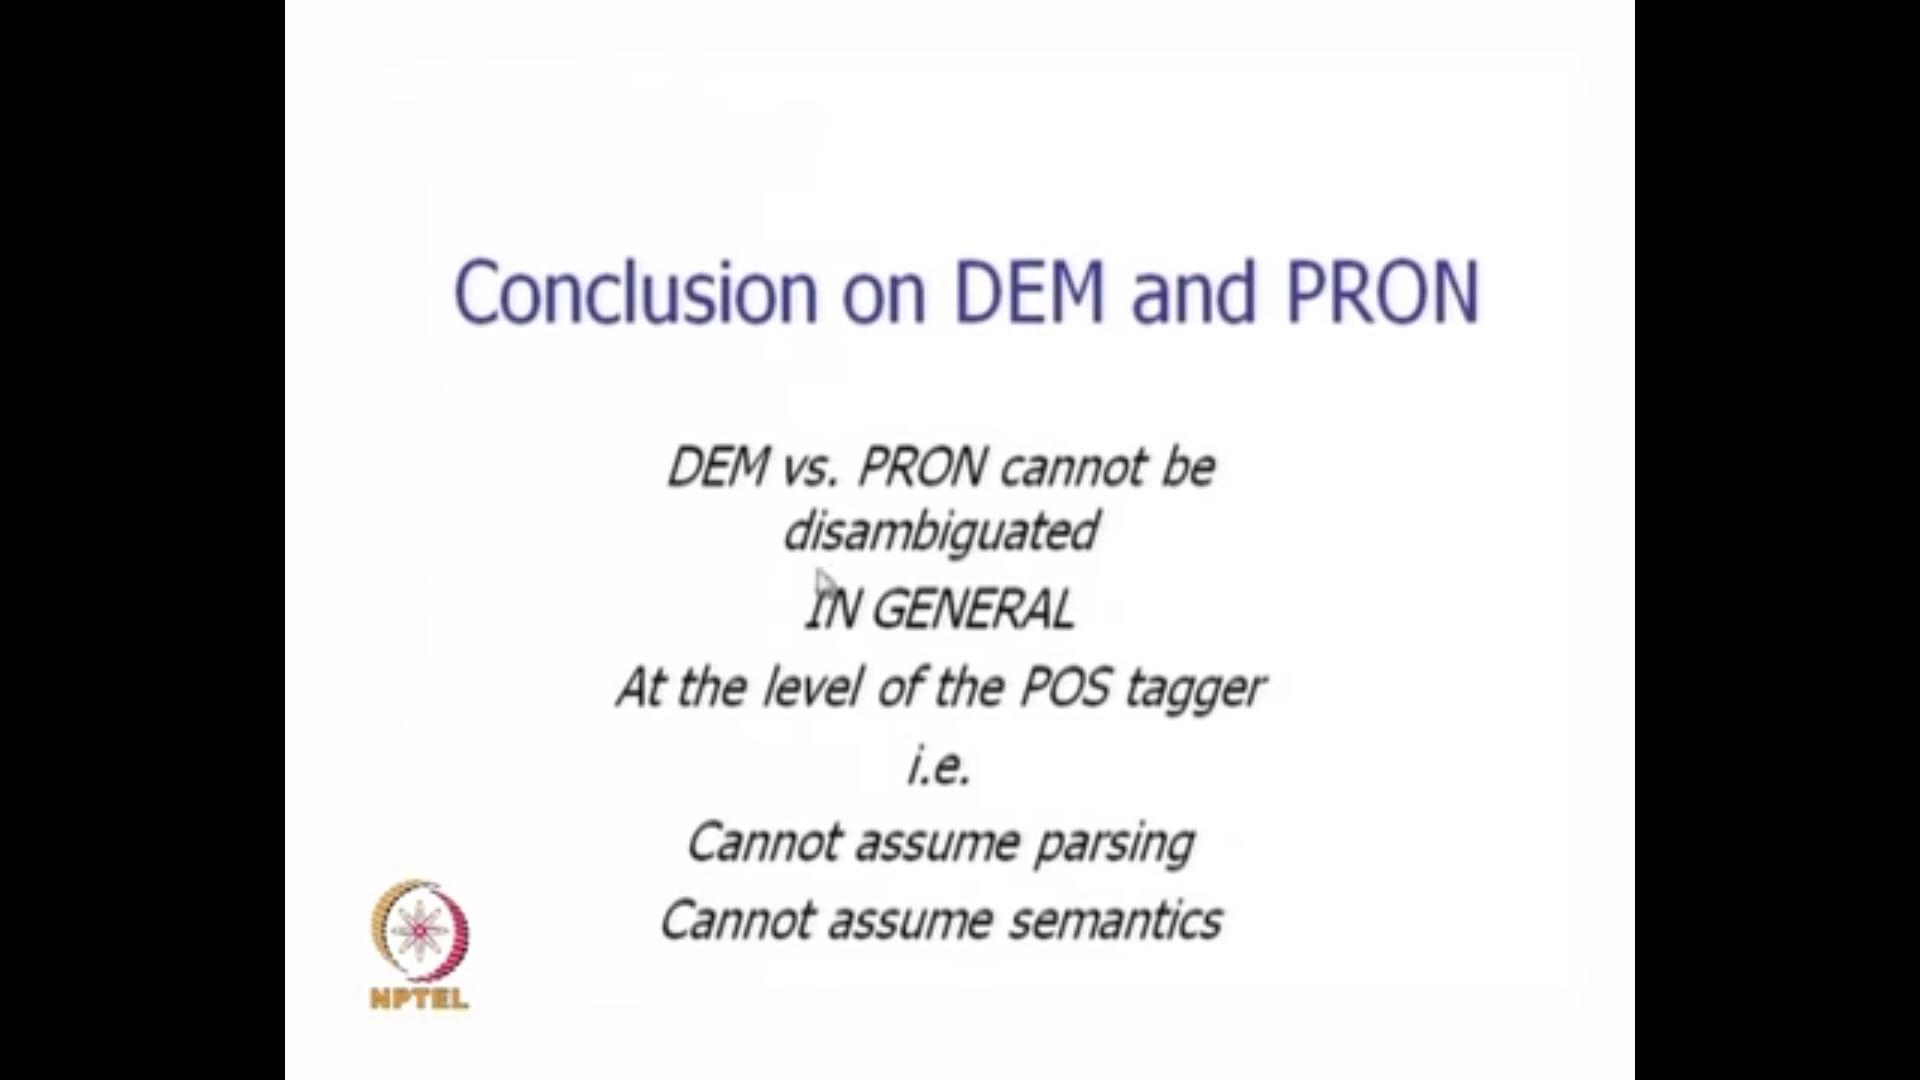 Conclusion on DEM and PRON
DEM vs. PRON cannot be
disambiguated
IN GENERAL
At the level of the POS tagger
i.e.
Cannot assume parsing
Cannot assume semantics
NPTEL